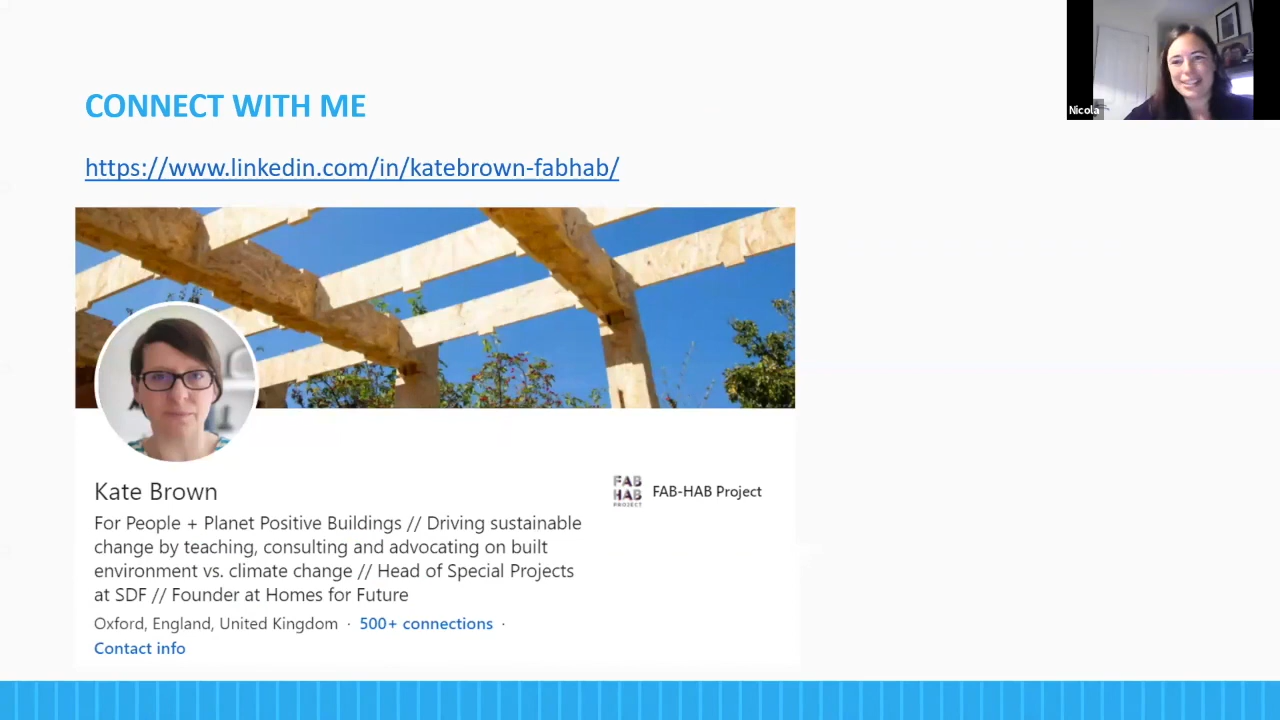 Nicola
CONNECT WITH ME
https://www.linkedin.com/in/katebrown-fabhab/
Kate Brown
FAB
HAB
PROJECT
FAB-HAB Project
For People + Planet Positive Buildings // Driving sustainable
change by teaching, consulting and advocating on built
environment vs. climate change // Head of Special Projects
at SDF // Founder at Homes for Future
Oxford, England, United Kingdom · 500+ connections ·
Contact info